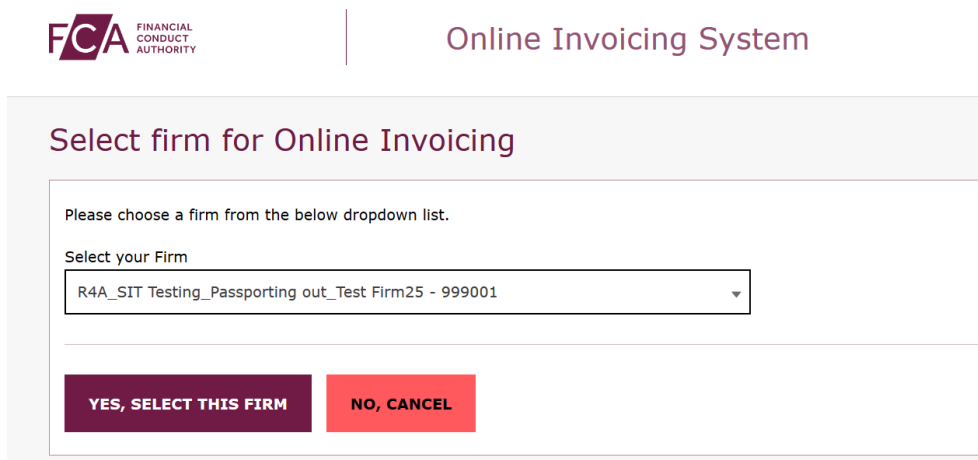 FCA FINANCIAL
CONDUCT
AUTHORITY
Online Invoicing System
Select firm for Online Invoicing
Please choose a firm from the below dropdown list.
Select your Firm
R4A_SIT Testing_Passporting out_Test Firm25 - 999001
YES, SELECT THIS FIRM
NO, CANCEL